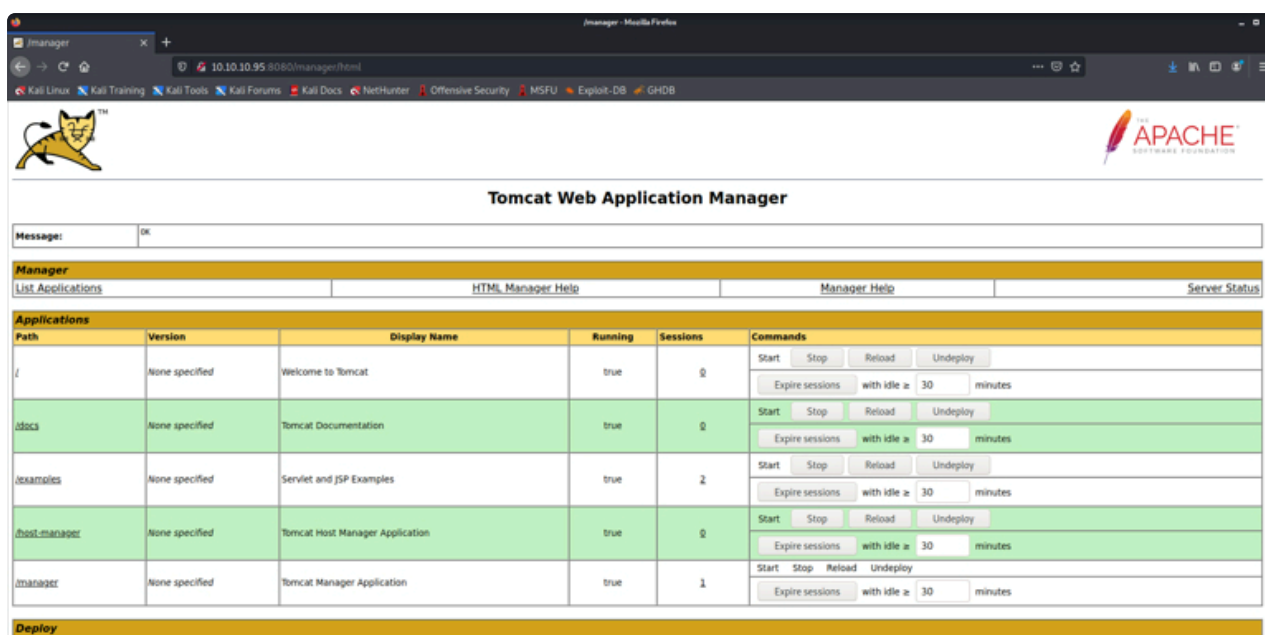 /manager - Mozilla Firefox
/manager
10.10.10.95:8080/manager/html
Kali Linux Kali Training Kali Tools Kali Forums Kali Docs NetHunter Offensive Security MSFU Exploit-DB GHDB
TM
THE
APACHE
SOFTWARE FOUNDATION
Tomcat Web Application Manager
Message: OK
Manager
List Applications HTML Manager Help Manager Help Server Status
Applications
Path Version Display Name Running Sessions Commands
/ None specified Welcome to Tomcat true 0 Start Stop Reload Undeploy
Expire sessions with idle ≥ 30 minutes
/docs None specified Tomcat Documentation true 0 Start Stop Reload Undeploy
Expire sessions with idle ≥ 30 minutes
/examples None specified Servlet and JSP Examples true 2 Start Stop Reload Undeploy
Expire sessions with idle ≥ 30 minutes
/host-manager None specified Tomcat Host Manager Application true 0 Start Stop Reload Undeploy
Expire sessions with idle ≥ 30 minutes
/manager None specified Tomcat Manager Application true 1 Start Stop Reload Undeploy
Expire sessions with idle ≥ 30 minutes
Deploy